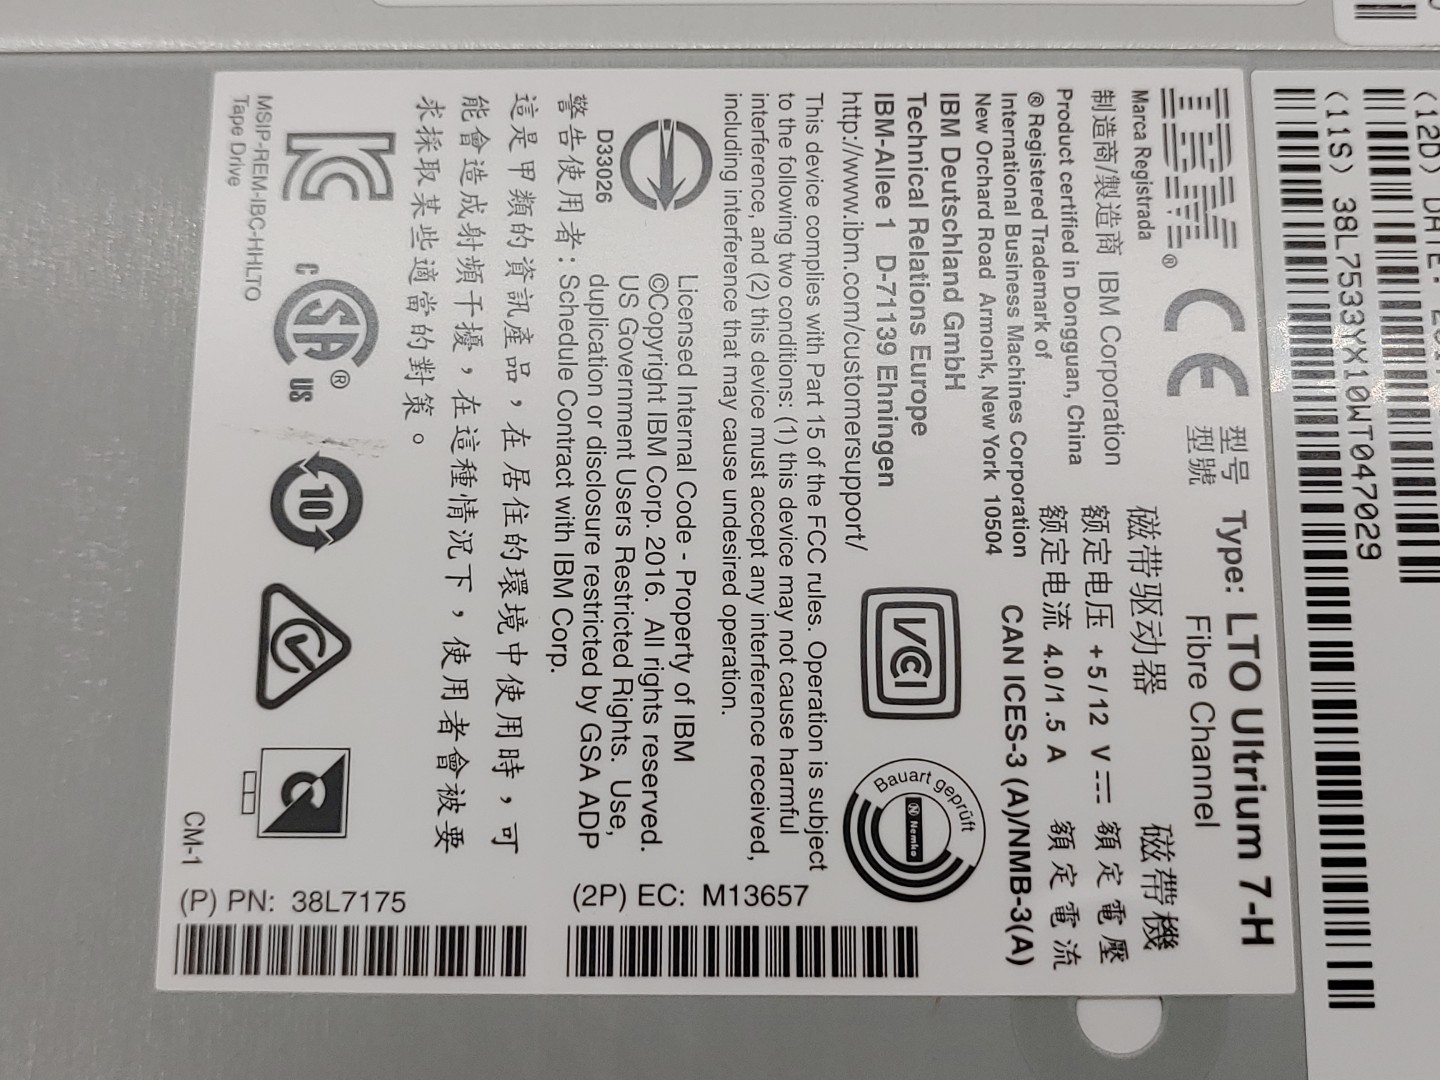 (12D) DATE:
(11S) 38L7533YX10WT047029
IBM®
CE
型号 Type: LTO Ultrium 7-H
型號 Fibre Channel
Marca Registrada
制造商/製造商 IBM Corporation
磁带驱动器 磁帶機
Product certified in Dongguan, China
额定电压 +5/12 V 額定電壓
® Registered Trademark of
额定电流 4.0/1.5 A 額定電流
International Business Machines Corporation
New Orchard Road Armonk, New York 10504
CAN ICES-3 (A)/NMB-3(A)
IBM Deutschland GmbH
Technical Relations Europe
IBM-Allee 1 D-71139 Ehningen
http://www.ibm.com/customersupport/
VCI
Bauart geprüft
N Nemko
This device complies with Part 15 of the FCC rules. Operation is subject
to the following two conditions: (1) this device may not cause harmful
interference, and (2) this device must accept any interference received,
including interference that may cause undesired operation.
D33026
Licensed Internal Code - Property of IBM
©Copyright IBM Corp. 2016. All rights reserved.
US Government Users Restricted Rights. Use,
duplication or disclosure restricted by GSA ADP
Schedule Contract with IBM Corp.
警告使用者:
這是甲類的資訊產品，在居住的環境中使用時，可
能會造成射頻干擾，在這種情況下，使用者會被要
求採取某些適當的對策。
C SA ® US
10
MSIP-REM-IBC-HHLTO
Tape Drive
CM-1
(P) PN: 38L7175
(2P) EC: M13657